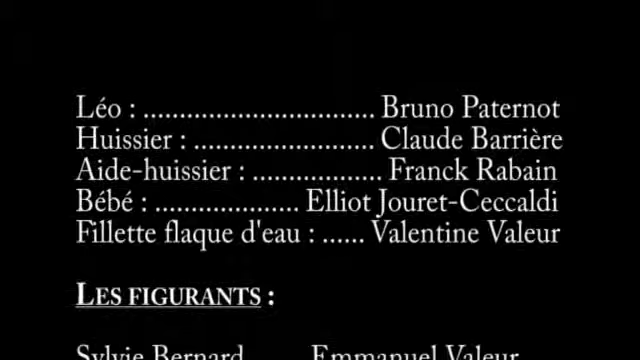 Léo : ................................ Bruno Paternot
Huissier : ......................... Claude Barrière
Aide-huissier : .................. Franck Rabain
Bébé : .................... Elliot Jouret-Ceccaldi
Fillette flaque d'eau : ...... Valentine Valeur
LES FIGURANTS :
Sylvie Bernard Emmanuel Valeur